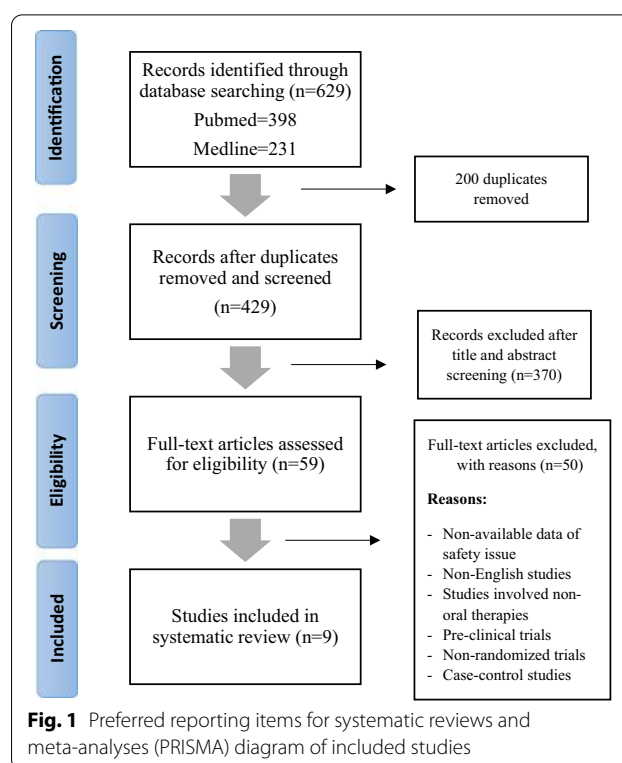 Identification
Records identified through
database searching (n=629)
Pubmed=398
Medline=231
200 duplicates
removed
Screening
Records after duplicates
removed and screened
(n=429)
Records excluded after
title and abstract
screening (n=370)
Eligibility
Full-text articles assessed
for eligibility (n=59)
Full-text articles excluded,
with reasons (n=50)
Reasons:
- Non-available data of
safety issue
- Non-English studies
- Studies involved non-
oral therapies
- Pre-clinical trials
- Non-randomized trials
- Case-control studies
Included
Studies included in
systematic review (n=9)
Fig. 1 Preferred reporting items for systematic reviews and
meta-analyses (PRISMA) diagram of included studies